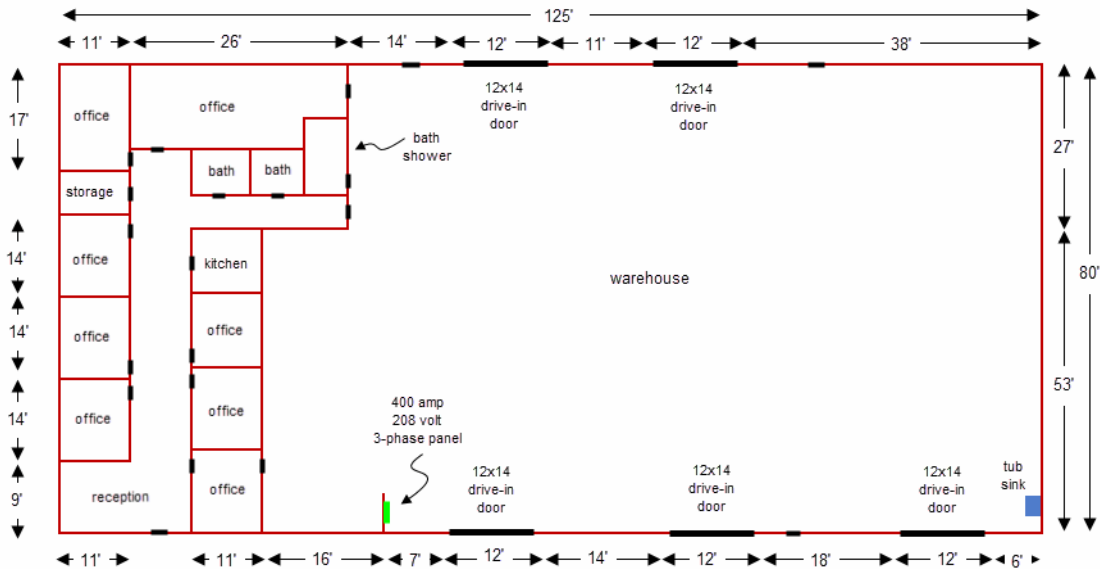 125'
11' 26' 14' 12' 11' 12' 38'
12x14
drive-in
door
12x14
drive-in
door
office
office
17'
bath
shower
27'
bath
bath
storage
14'
office
kitchen
warehouse
80'
14'
office
office
53'
14'
office
office
400 amp
208 volt
3-phase panel
9'
reception
office
12x14
drive-in
door
12x14
drive-in
door
12x14
drive-in
door
tub
sink
11' 11' 16' 7' 12' 14' 12' 18' 12' 6'